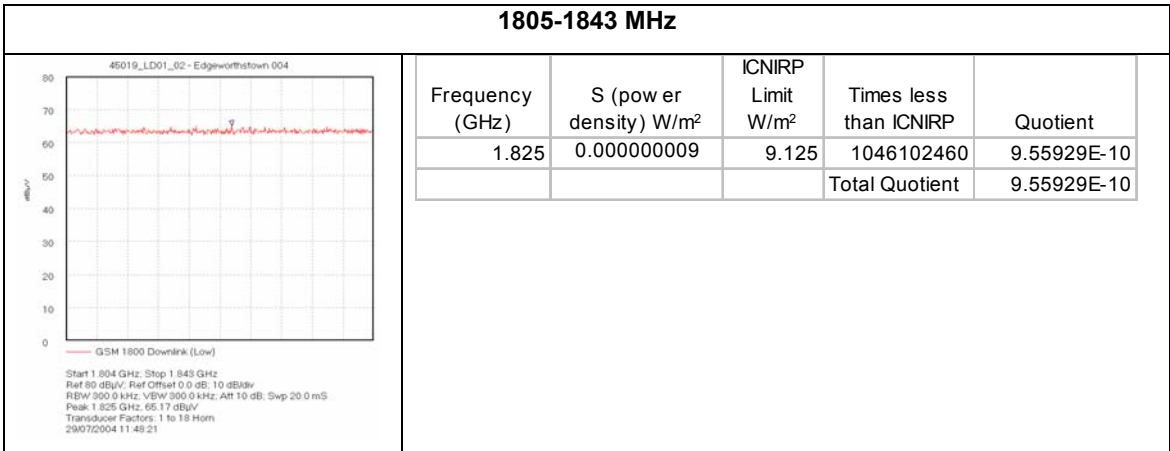 1805-1843 MHz
45019_LD01_02 - Edgeworthstown 004
80
70
60
50
40
30
20
10
0
dBµV
GSM 1800 Downlink (Low)
Start 1.804 GHz; Stop 1.843 GHz
Ref 80 dBµV; Ref Offset 0.0 dB; 10 dB/div
RBW 300.0 kHz; VBW 300.0 kHz; Att 10 dB; Swp 20.0 mS
Peak 1.825 GHz, 65.17 dBµV
Transducer Factors: 1 to 18 Horn
29/07/2004 11:48:21
Frequency (GHz) S (pow er density) W/m² ICNIRP Limit W/m² Times less than ICNIRP Quotient
1.825 0.000000009 9.125 1046102460 9.55929E-10
Total Quotient 9.55929E-10